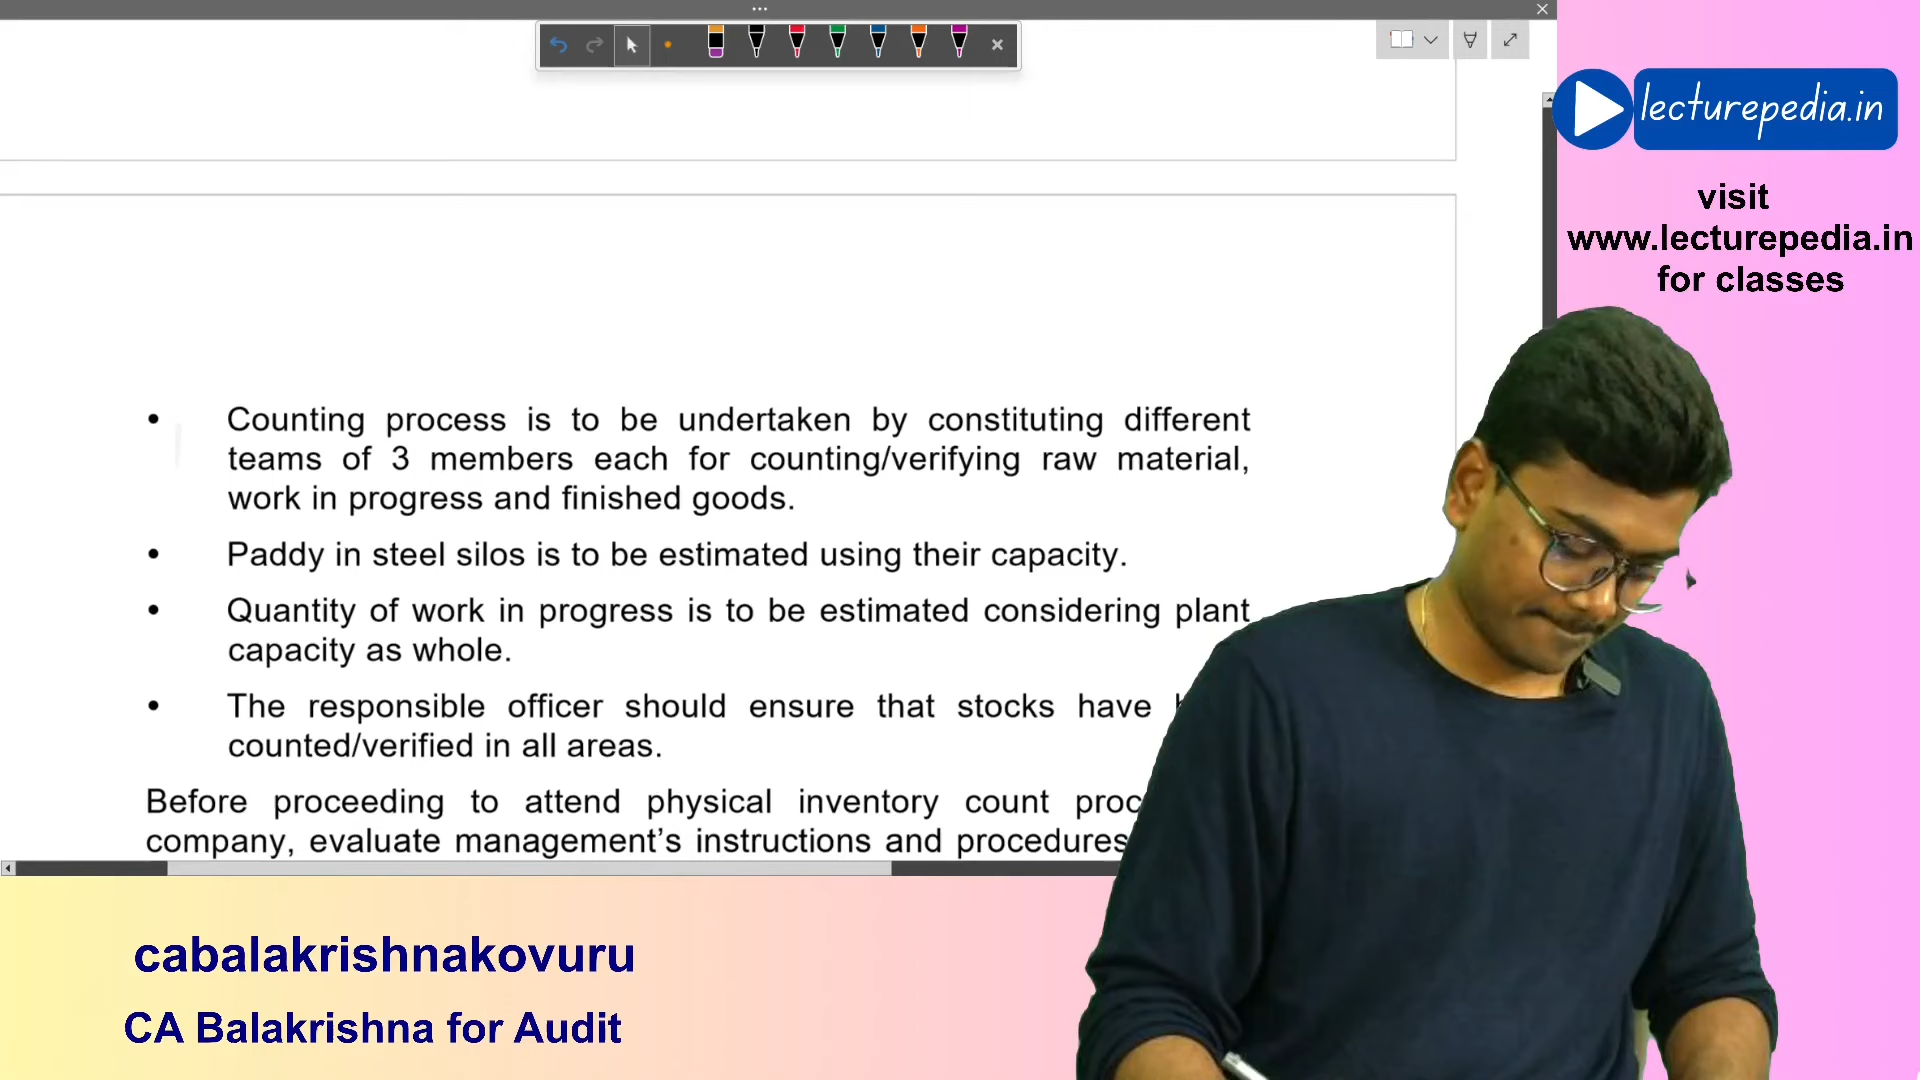 lecturepedia.in
visit
www.lecturepedia.in
for classes
• Counting process is to be undertaken by constituting different
teams of 3 members each for counting/verifying raw material,
work in progress and finished goods.
• Paddy in steel silos is to be estimated using their capacity.
• Quantity of work in progress is to be estimated considering plant
capacity as whole.
• The responsible officer should ensure that stocks have
counted/verified in all areas.
Before proceeding to attend physical inventory count
company, evaluate management’s instructions and procedures
cabalakrishnakovuru
CA Balakrishna for Audit